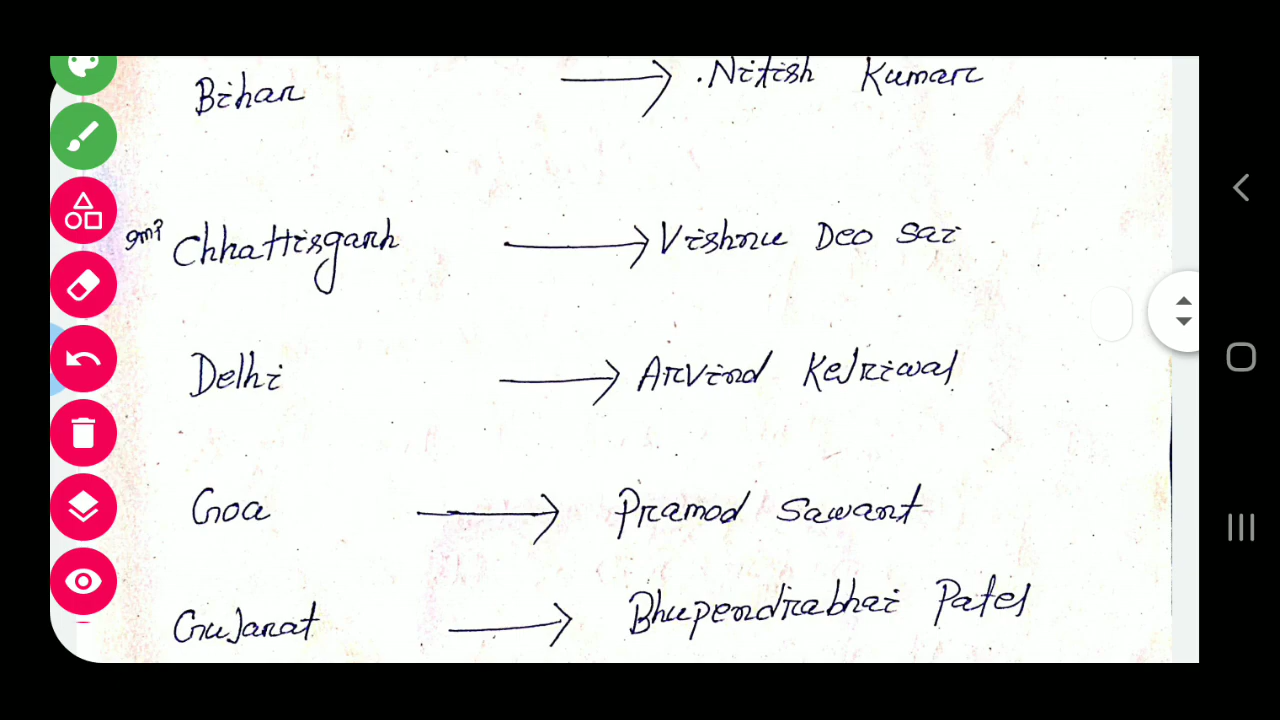 Bihar → .Nitish Kumar
Imp Chhattisgarh → Vishnu Deo Sai
Delhi → Arvind Kejriwal
Goa → Pramod Sawant
Gujarat → Bhupendrabhai Patel